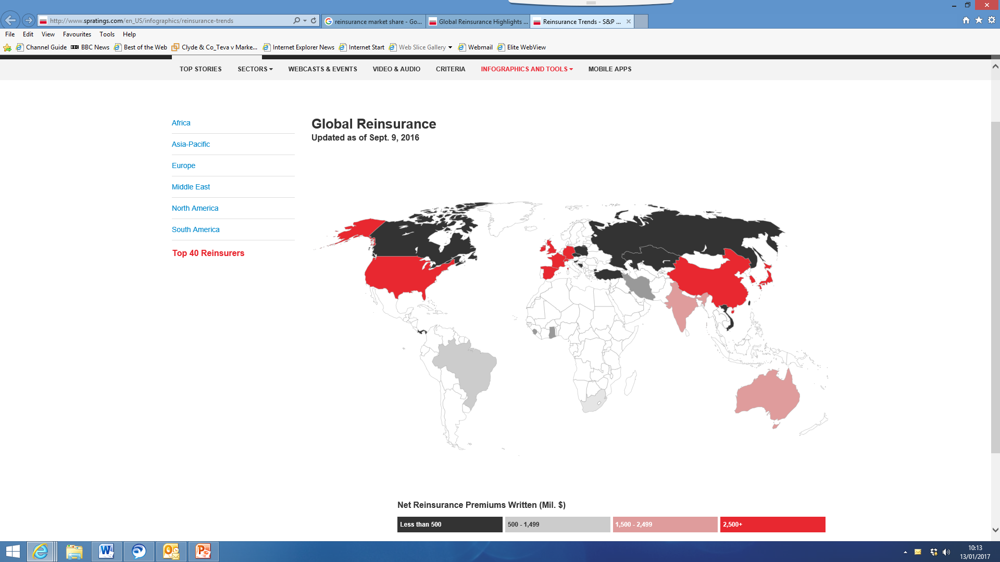 http://www.spratings.com/en_US/infographics/reinsurance-trends
reinsurance market share - Go...
Global Reinsurance Highlights ...
Reinsurance Trends - S&P ...
File Edit View Favourites Tools Help
Channel Guide BBC BBC News Best of the Web Clyde & Co_Teva v Marke... Internet Explorer News Internet Start Web Slice Gallery Webmail Elite WebView
TOP STORIES SECTORS WEBCASTS & EVENTS VIDEO & AUDIO CRITERIA INFOGRAPHICS AND TOOLS MOBILE APPS
Africa
Asia-Pacific
Europe
Middle East
North America
South America
Top 40 Reinsurers
Global Reinsurance
Updated as of Sept. 9, 2016
Net Reinsurance Premiums Written (Mil. $)
Less than 500
500 - 1,499
1,500 - 2,499
2,500+
10:13
13/01/2017